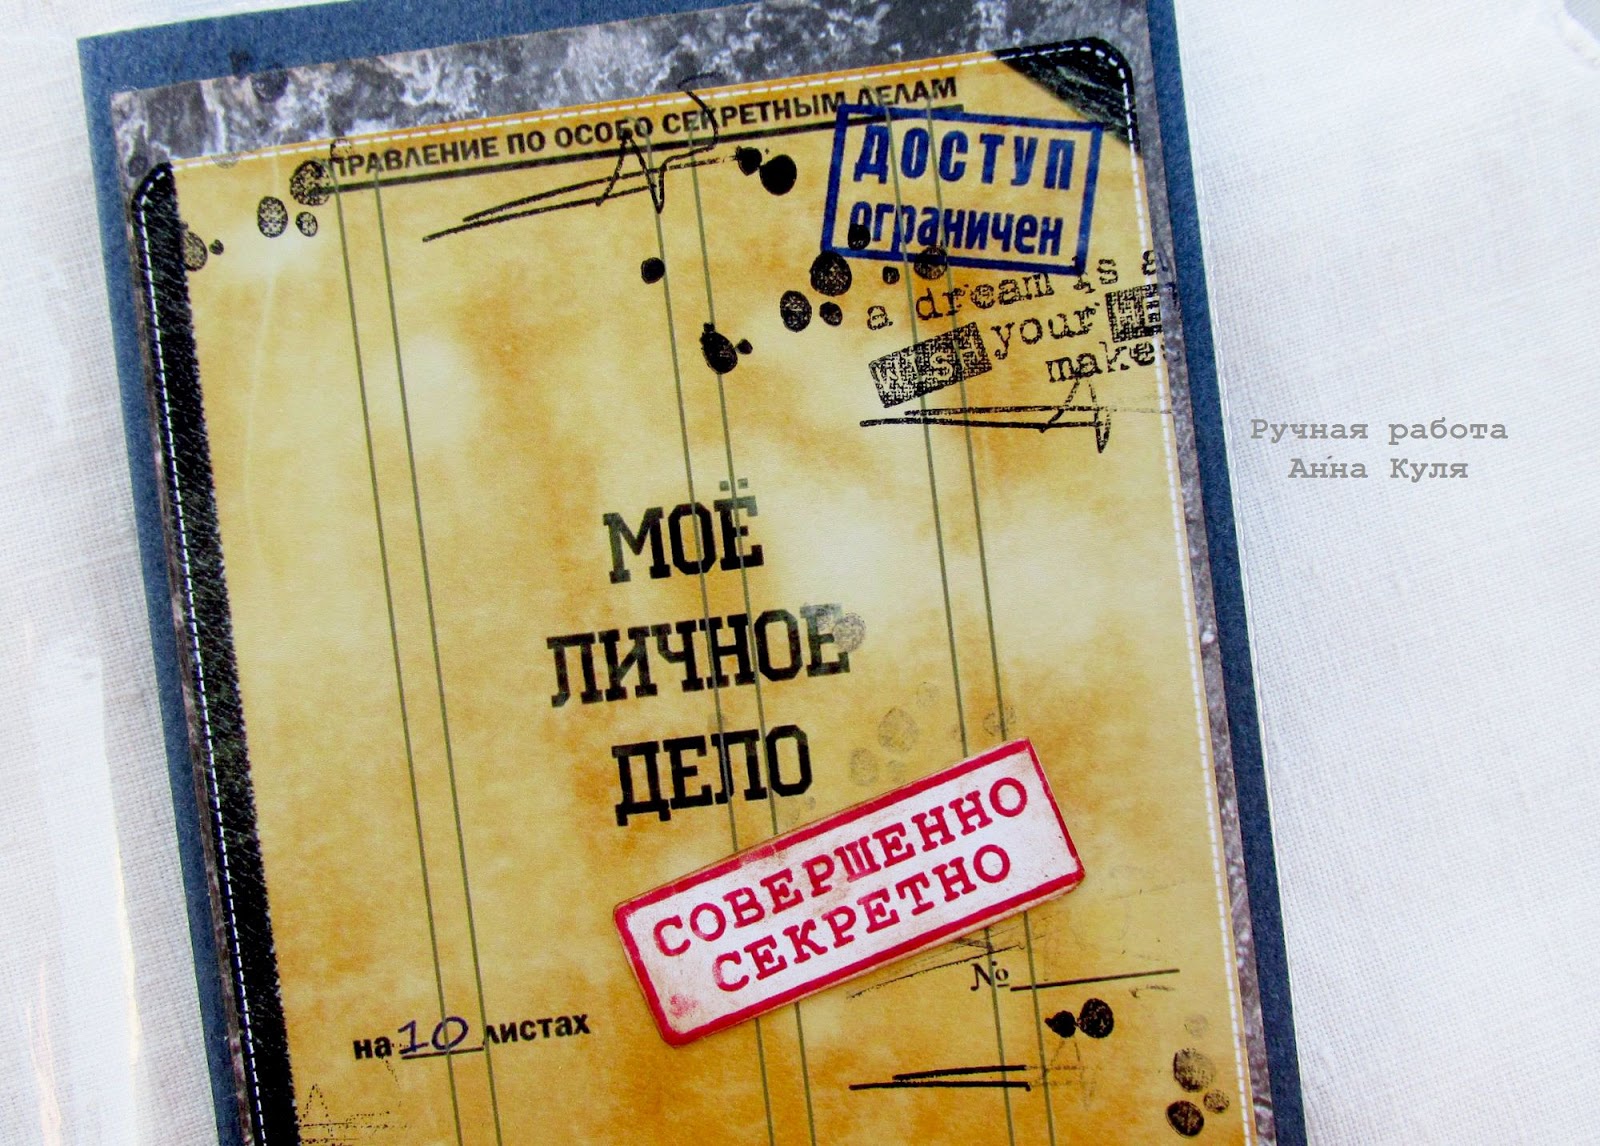 УПРАВЛЕНИЕ ПО ОСОБО СЕКРЕТНЫМ ДЕЛАМ
ДОСТУП
ограничен
a dream is a
wish your
makes
Ручная работа
Анна Куля
МОЁ
ЛИЧНОЕ
ДЕЛО
СОВЕРШЕННО
СЕКРЕТНО
№
на 10 листах